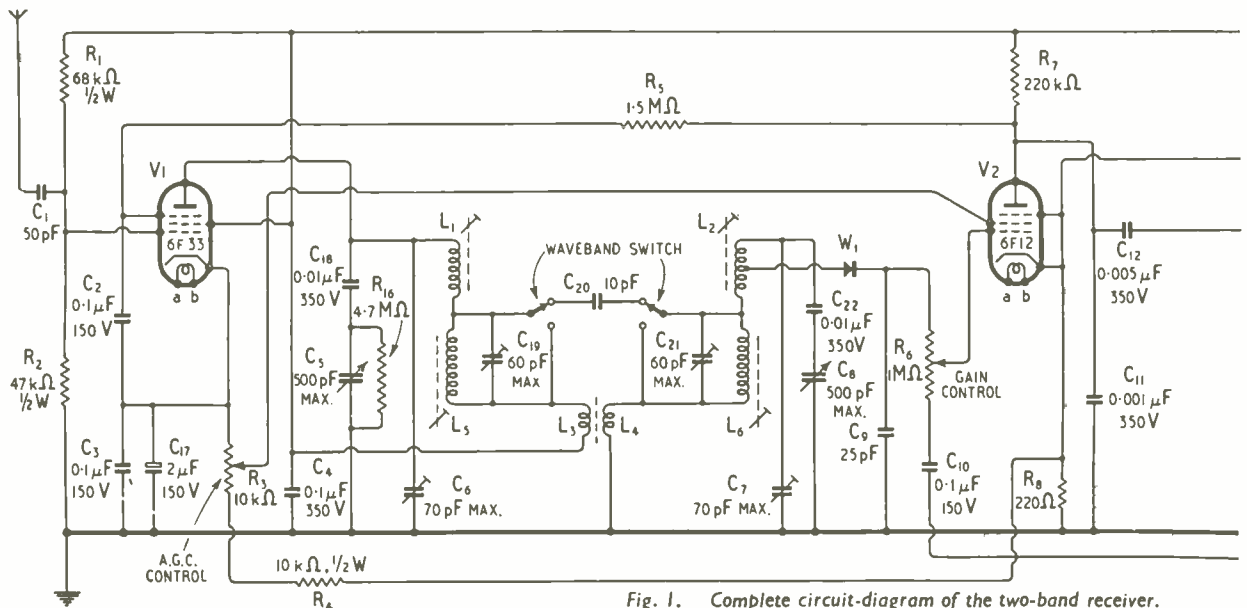 R1
68kΩ
½W
R5
1·5 MΩ
R7
220kΩ
V1
V2
C1
50pF
6F33
a b
6F12
a b
L1
WAVEBAND SWITCH
L2
W1
C20 10pF
C12
0·005µF
350V
C18
0·01µF
350V
R16
4·7MΩ
C2
0·1µF
150V
C22
0·01µF
350V
C19
60pF
MAX.
C21
60pF
MAX.
R6
1MΩ
GAIN
CONTROL
R2
47kΩ
½W
C5
500pF
MAX.
C8
500pF
MAX.
C11
0·001µF
350V
L5
L3
L4
L6
C9
25pF
C3
0·1µF
150V
C17
2µF
150V
R3
10kΩ
C4
0·1µF
350V
C6
70pF MAX.
C7
70pF MAX.
C10
0·1µF
150V
R8
220Ω
A.G.C.
CONTROL
10kΩ,½W
Fig. 1. Complete circuit-diagram of the two-band receiver.